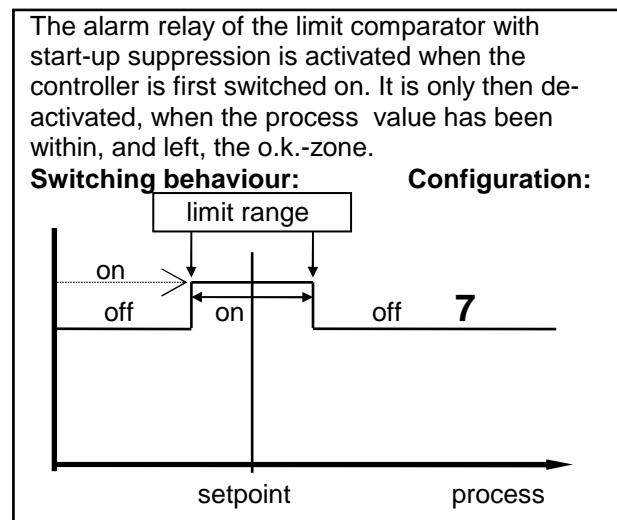 The alarm relay of the limit comparator with
start-up suppression is activated when the
controller is first switched on. It is only then de-
activated, when the process value has been
within, and left, the o.k.-zone.
Switching behaviour: Configuration:
limit range
on
off on off 7
setpoint process